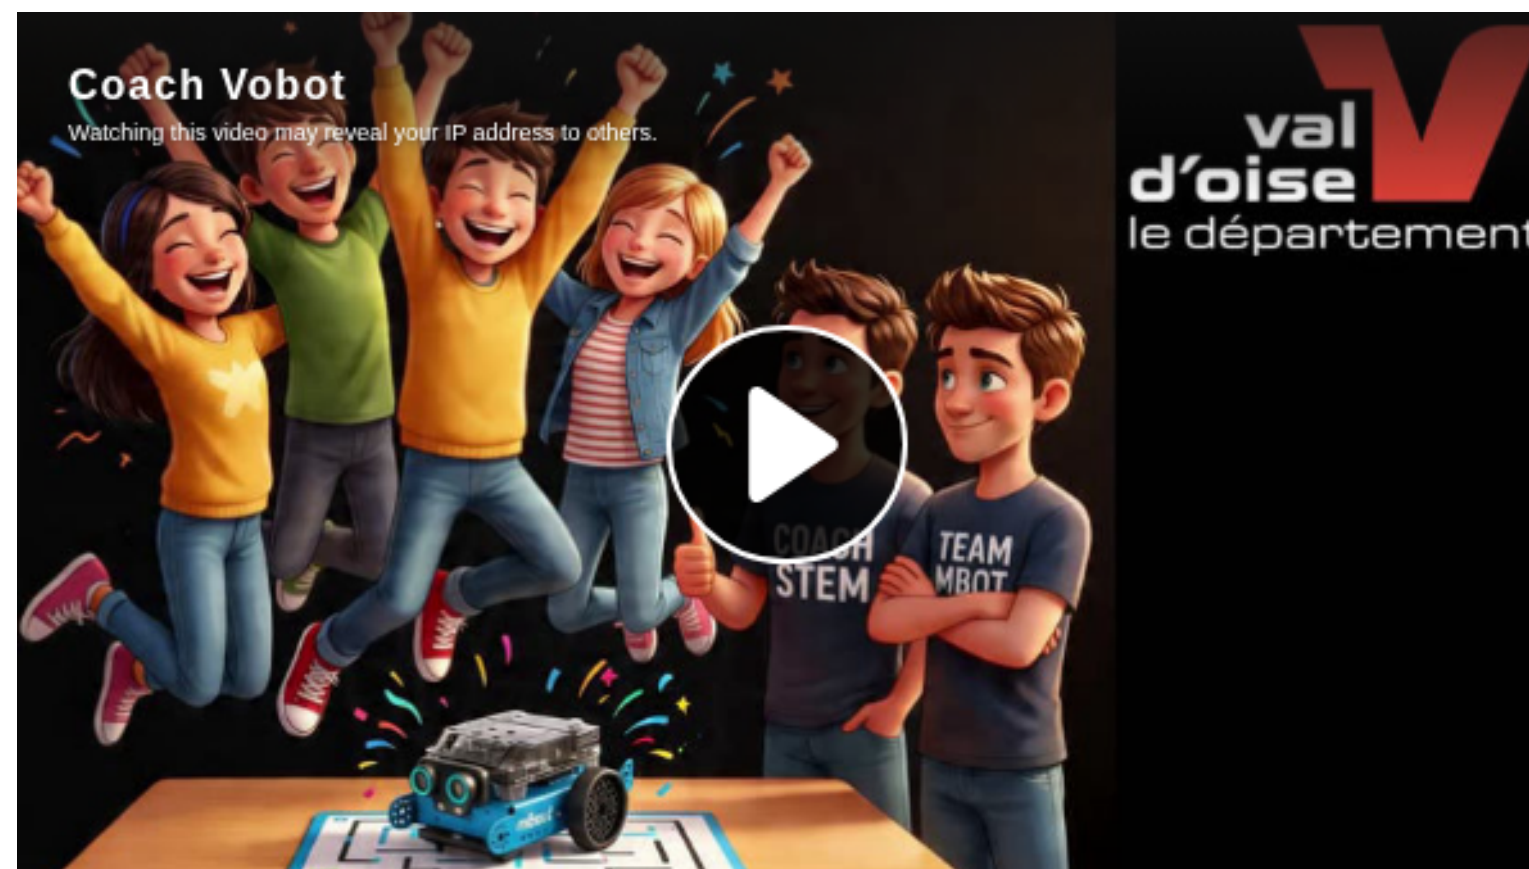 Coach Vobot
Watching this video may reveal your IP address to others.
val
d'oise
le département
COACH
STEM
TEAM
MBOT
mBot2